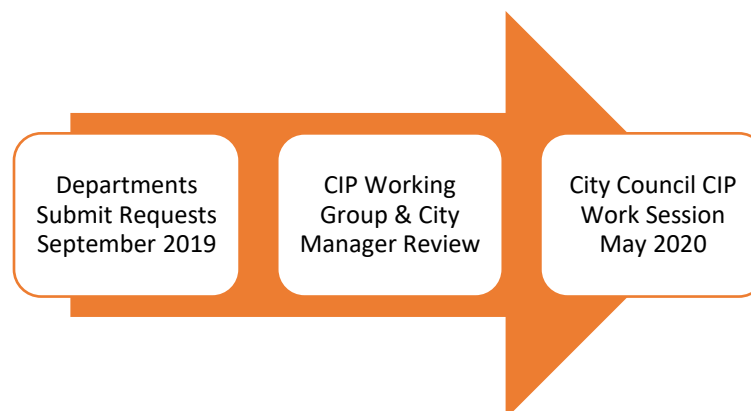 Departments
Submit Requests
September 2019
CIP Working
Group & City
Manager Review
City Council CIP
Work Session
May 2020